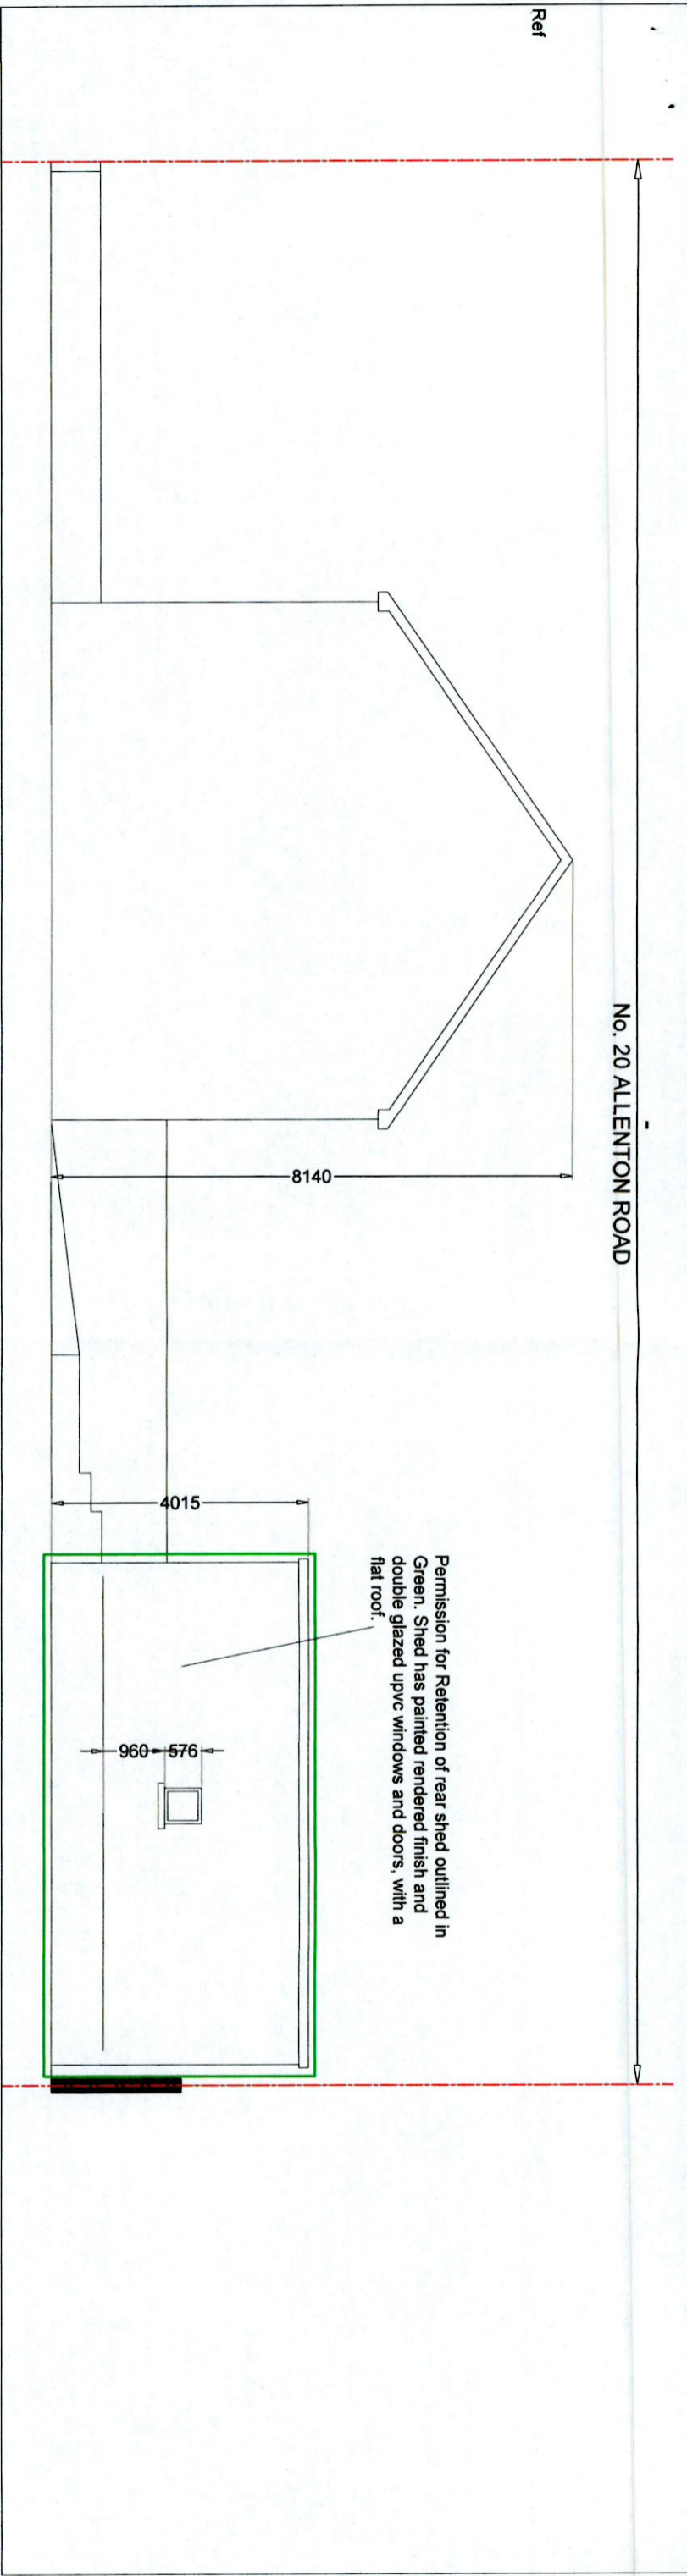 Ref
No. 20 ALLENTON ROAD
8140
4015
Permission for Retention of rear shed outlined in
Green. Shed has painted rendered finish and
double glazed upvc windows and doors, with a
flat roof.
960
576